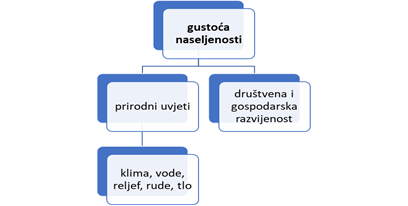 gustoća
naseljenosti
prirodni uvjeti
društvena i
gospodarska
razvijenost
klima, vode,
reljef, rude, tlo